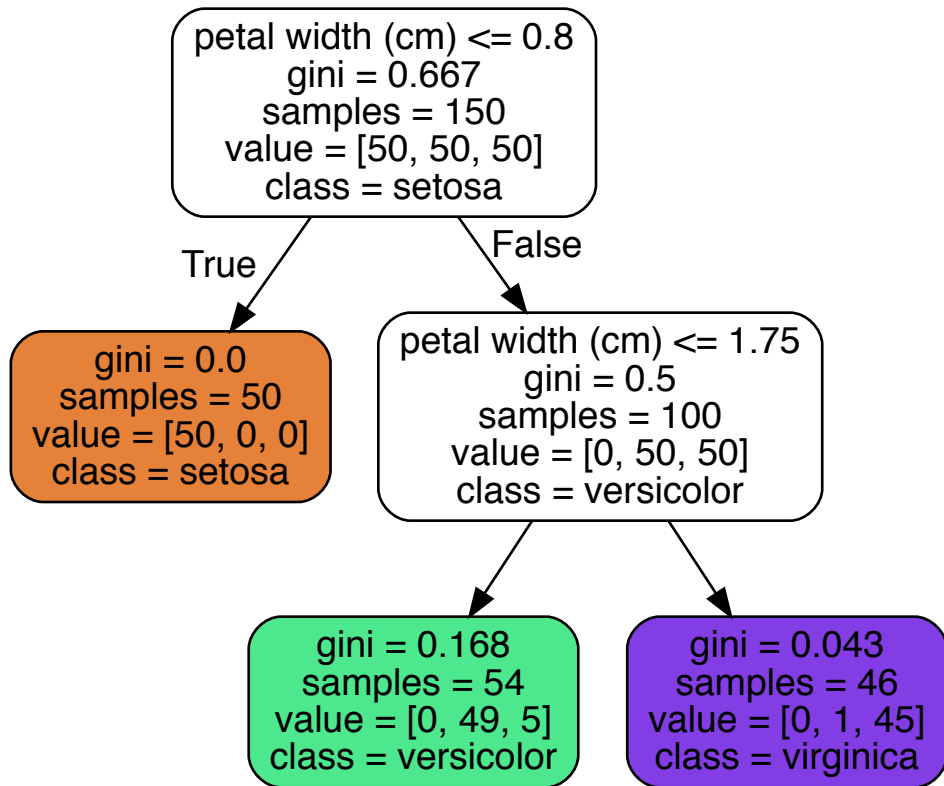 petal width (cm) <= 0.8
gini = 0.667
samples = 150
value = [50, 50, 50]
class = setosa
True
False
gini = 0.0
samples = 50
value = [50, 0, 0]
class = setosa
petal width (cm) <= 1.75
gini = 0.5
samples = 100
value = [0, 50, 50]
class = versicolor
gini = 0.168
samples = 54
value = [0, 49, 5]
class = versicolor
gini = 0.043
samples = 46
value = [0, 1, 45]
class = virginica